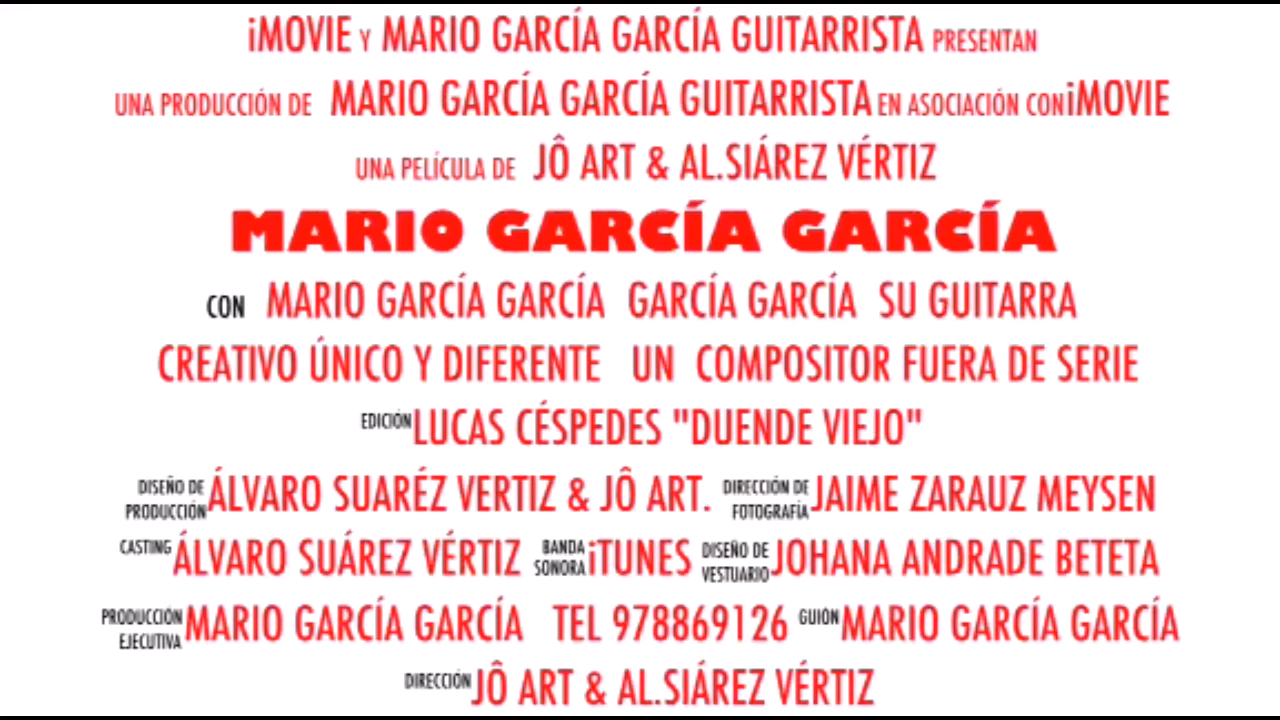 iMOVIE Y MARIO GARCÍA GARCÍA GUITARRISTA PRESENTAN
UNA PRODUCCIÓN DE MARIO GARCÍA GARCÍA GUITARRISTA EN ASOCIACIÓN CON iMOVIE
UNA PELÍCULA DE JÔ ART & AL.SIÁREZ VÉRTIZ
MARIO GARCÍA GARCÍA
CON MARIO GARCÍA GARCÍA GARCÍA GARCÍA SU GUITARRA
CREATIVO ÚNICO Y DIFERENTE UN COMPOSITOR FUERA DE SERIE
EDICIÓN LUCAS CÉSPEDES "DUENDE VIEJO"
DISEÑO DE PRODUCCIÓN ÁLVARO SUARÉZ VERTIZ & JÔ ART. DIRECCIÓN DE FOTOGRAFÍA JAIME ZARAUZ MEYSEN
CASTING ÁLVARO SUÁREZ VÉRTIZ BANDA SONORA iTUNES DISEÑO DE VESTUARIO JOHANA ANDRADE BETETA
PRODUCCIÓN EJECUTIVA MARIO GARCÍA GARCÍA TEL 978869126 GUIÓN MARIO GARCÍA GARCÍA
DIRECCIÓN JÔ ART & AL.SIÁREZ VÉRTIZ